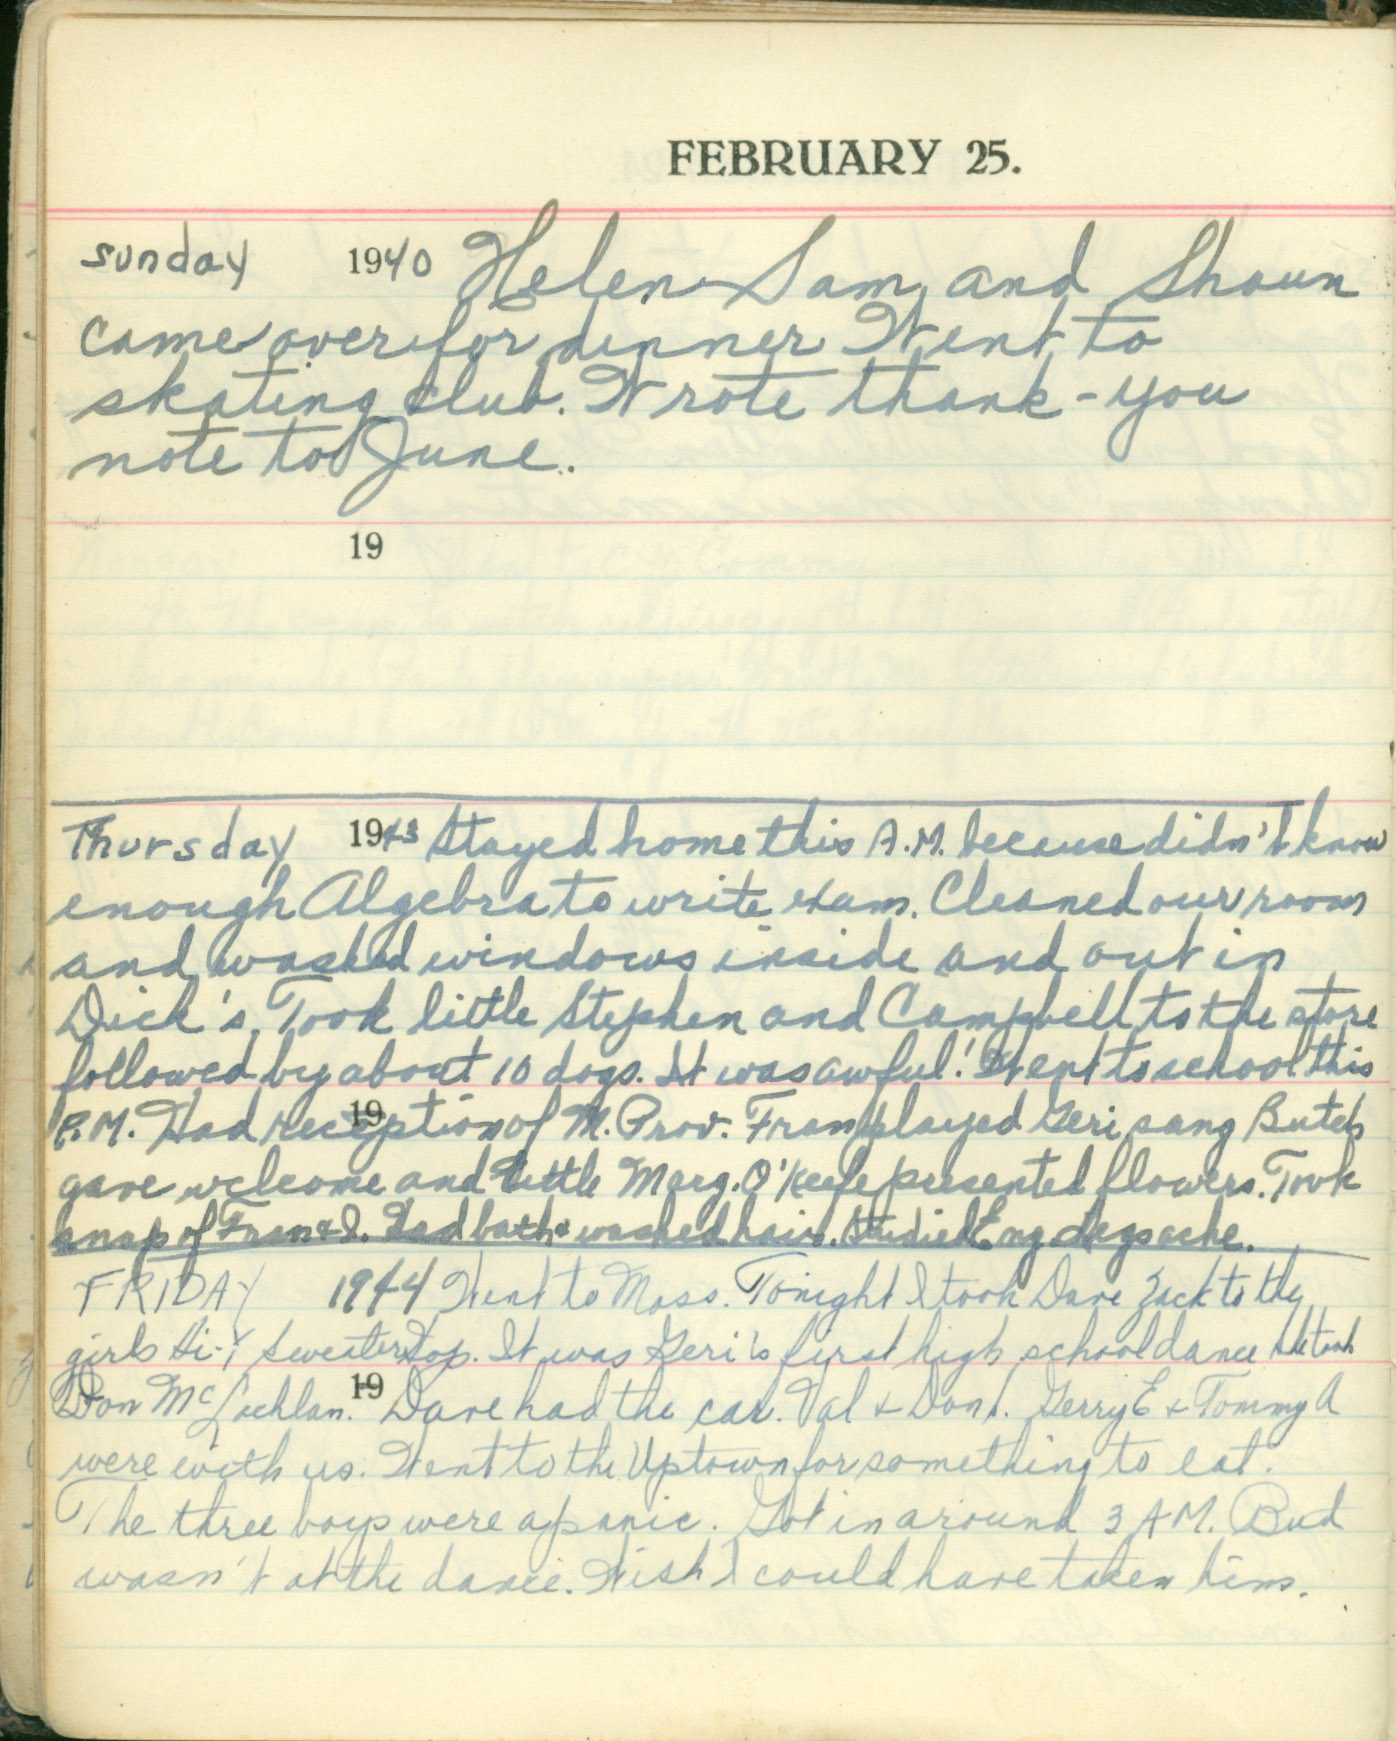 FEBRUARY 25.
Sunday 1940 Helen Sam, and Shaun
came over for dinner Went to
skating club. Wrote thank-you
note to June.
19
Thursday 1943 Stayed home this A.M. because didn't know
enough Algebra to write exam. Cleaned our room
and washed windows inside and out in
Dick's. Took little Stephen and Campbell to the store
followed by about 10 dogs. It was awful! Went to school this
19
P.M. Had reception of M. Prov. Fran played Geri sang Butch
gave welcome and little Marg. O'Keefe presented flowers. Took
snap of Fran & I. Had bath & washed hair. Studied Eng. Legs ache.
FRIDAY 1944 Went to Mass. Tonight I took Dave Zack to the
girls Hi-Y Sweater Hop. It was Geri's first high school dance she took
19
Don McLachlan. Dave had the car. Val & Don J. Gerry E & Tommy A
were with us. Went to the Uptown for something to eat.
The three boys were a panic. Got in around 3 A.M. Bud
wasn't at the dance. Wish I could have taken him.